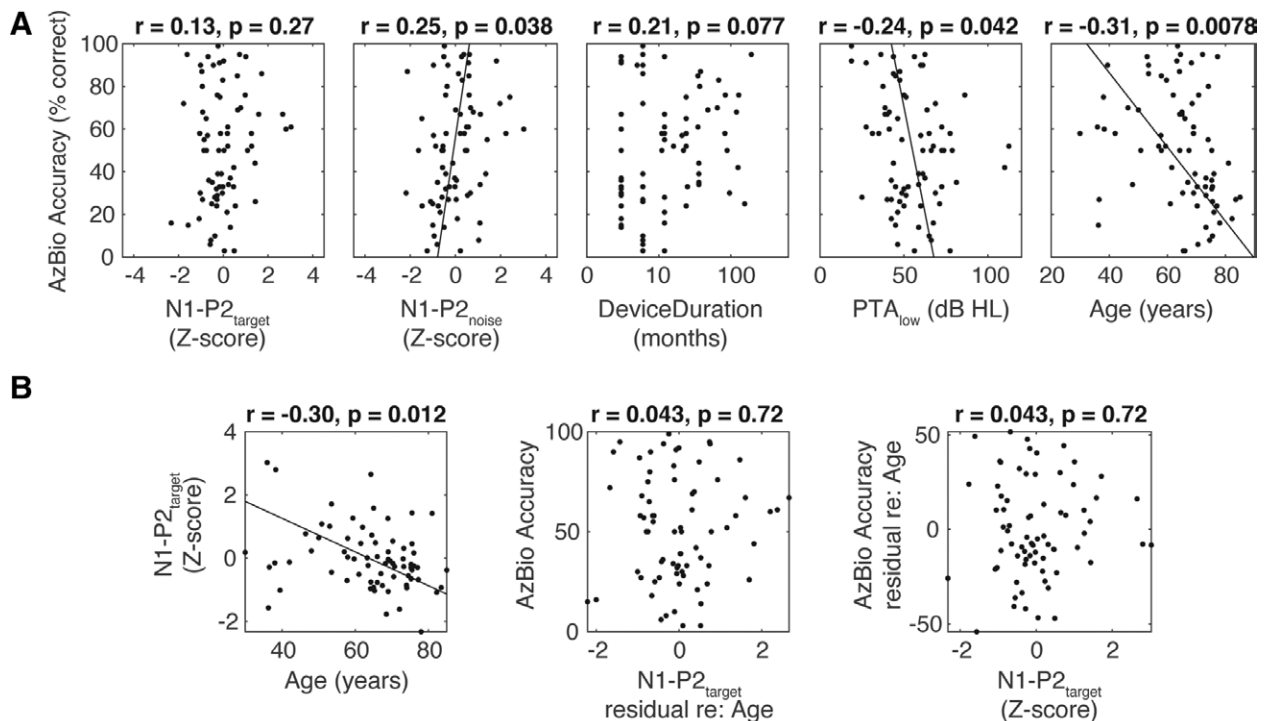 A
r = 0.13, p = 0.27
r = 0.25, p = 0.038
r = 0.21, p = 0.077
r = -0.24, p = 0.042
r = -0.31, p = 0.0078
AzBio Accuracy (% correct)
100
80
60
40
20
0
-4 -2 0 2 4
-4 -2 0 2 4
0 10 100
0 50 100
20 40 60 80
N1-P2target
(Z-score)
N1-P2noise
(Z-score)
DeviceDuration
(months)
PTAlow (dB HL)
Age (years)
B
r = -0.30, p = 0.012
r = 0.043, p = 0.72
r = 0.043, p = 0.72
N1-P2target
(Z-score)
4
2
0
-2
40 60 80
Age (years)
AzBio Accuracy
100
50
0
-2 0 2
N1-P2target
residual re: Age
AzBio Accuracy
residual re: Age
50
0
-50
-2 0 2
N1-P2target
(Z-score)